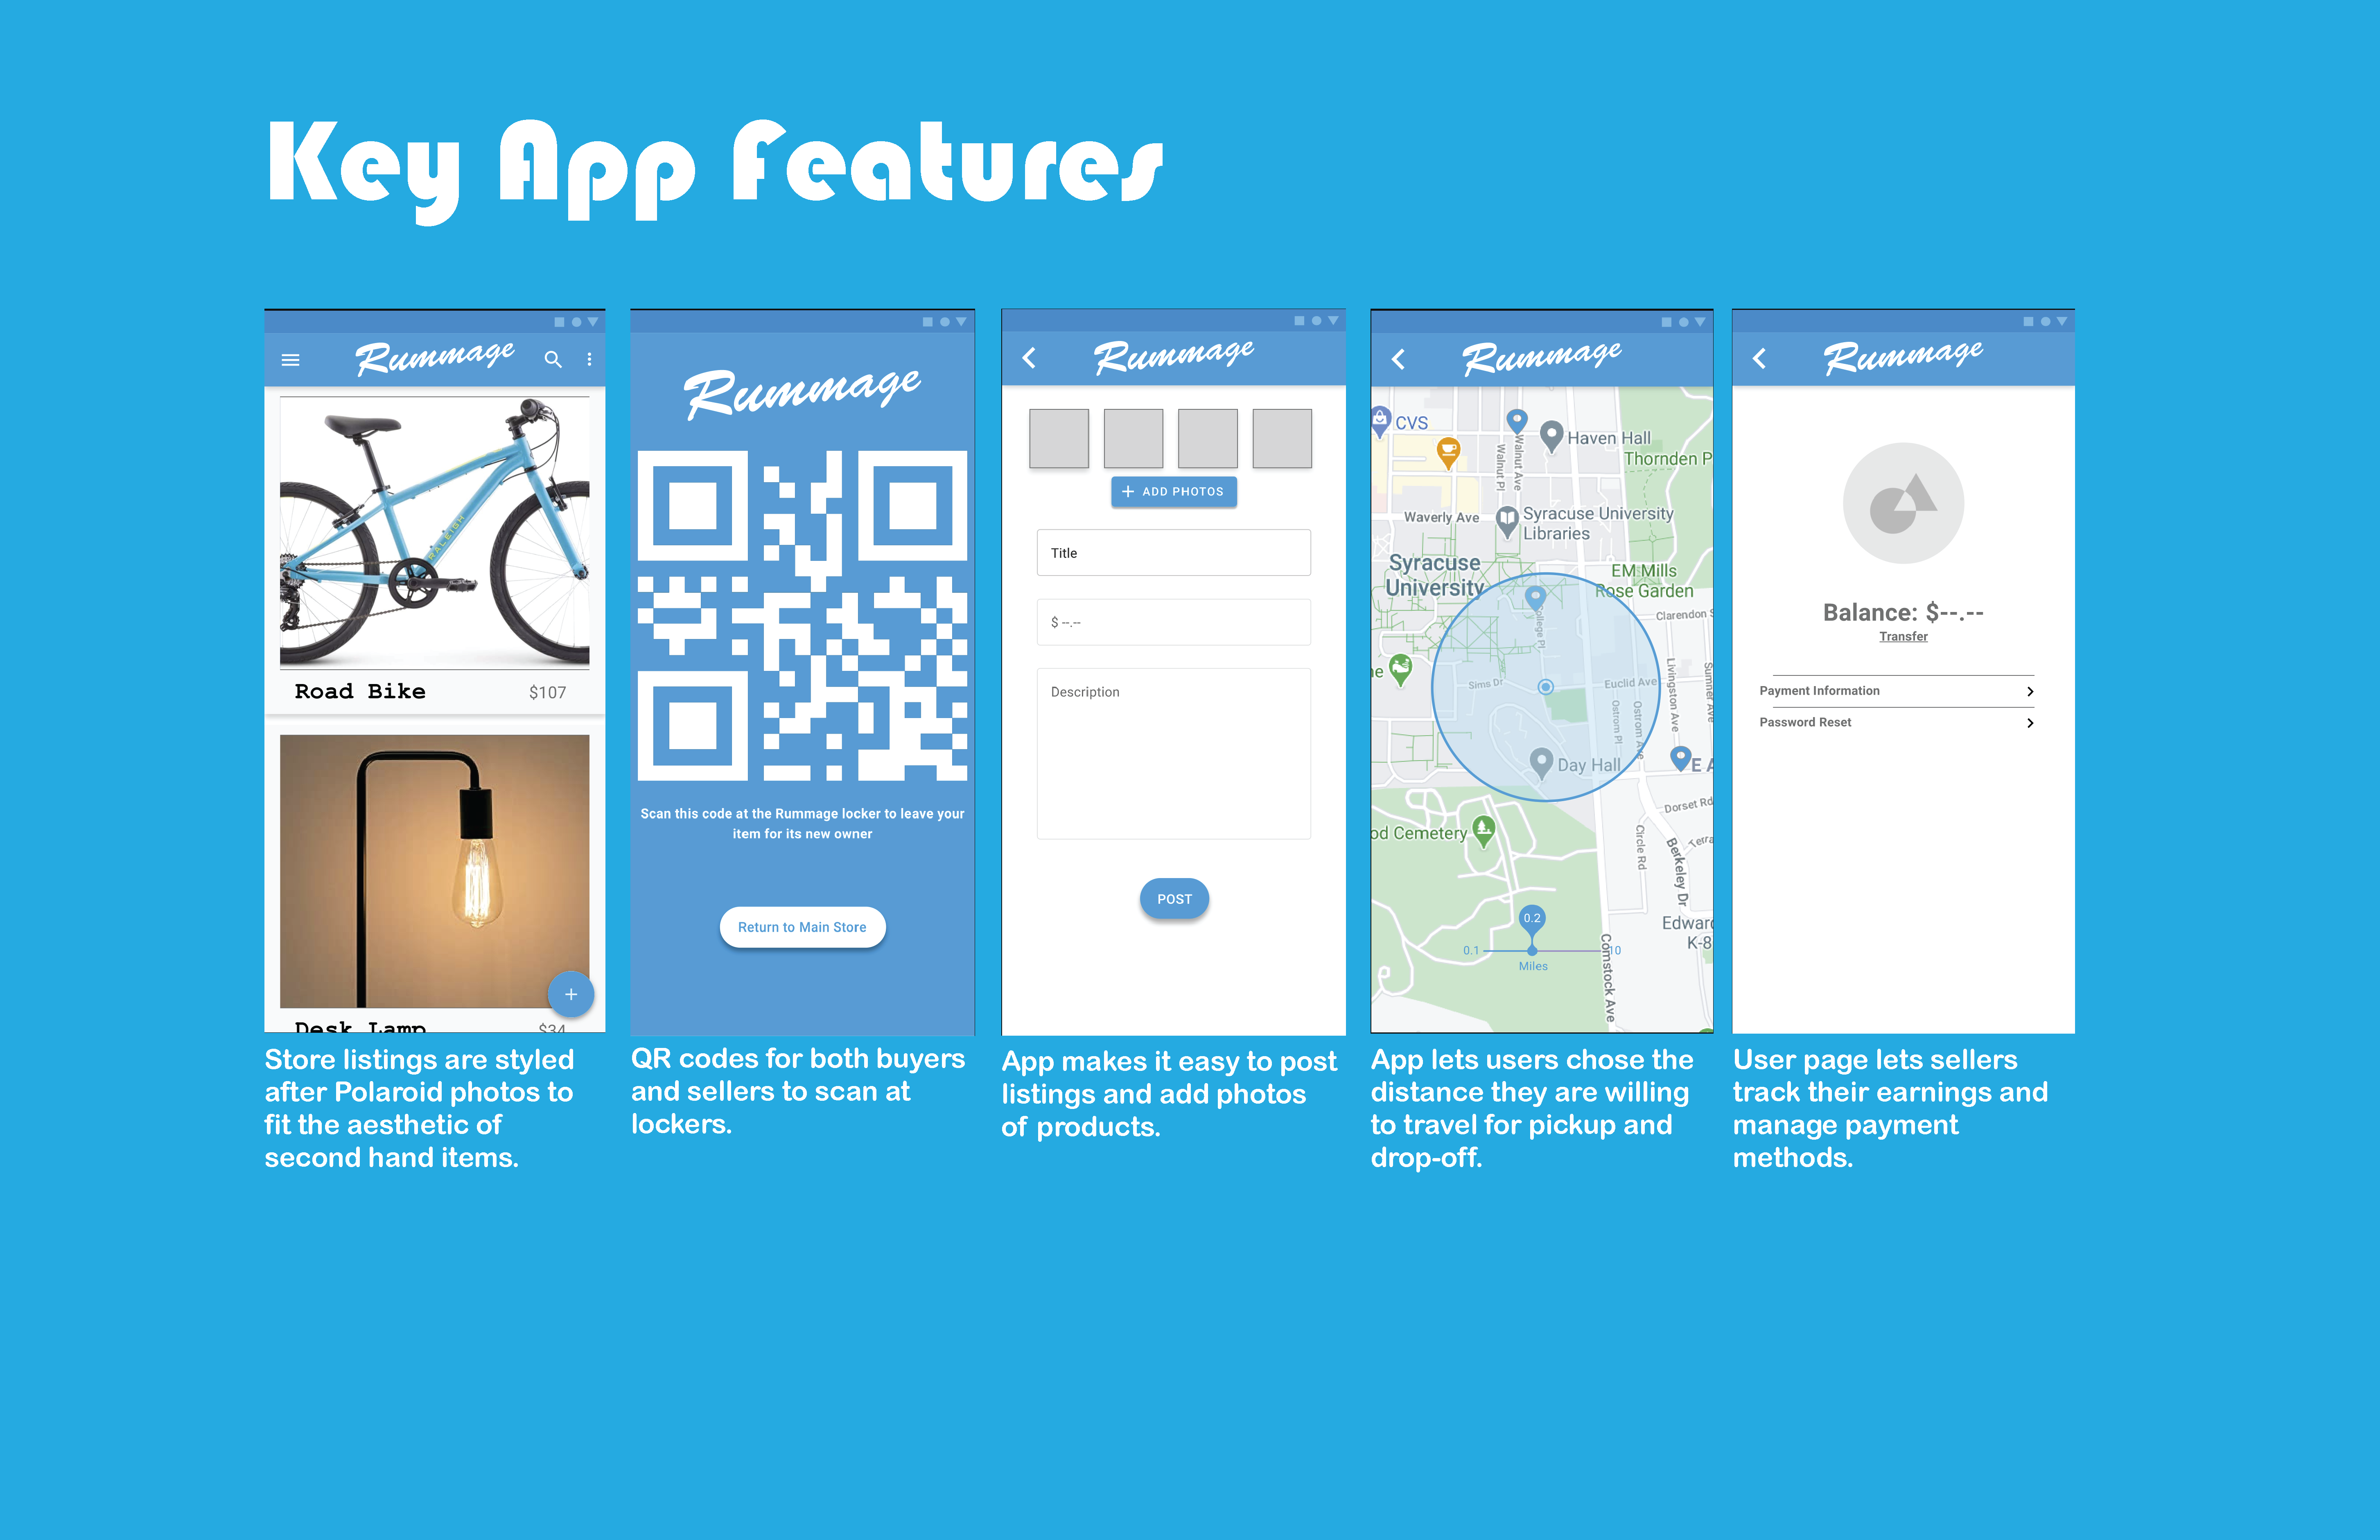 Key App Features
Rummage
RALEIGH
Road Bike $107
Desk Lamp $34
Store listings are styled
after Polaroid photos to
fit the aesthetic of
second hand items.
Rummage
Scan this code at the Rummage locker to leave your
item for its new owner
Return to Main Store
QR codes for both buyers
and sellers to scan at
lockers.
Rummage
+ ADD PHOTOS
Title
$ --.--
Description
POST
App makes it easy to post
listings and add photos
of products.
Rummage
CVS
Walnut Pl
Walnut Ave
Haven Hall
Thornden P
Waverly Ave
Syracuse University
Libraries
Syracuse
University
EM Mills
Rose Garden
College Pl
Clarendon S
Sims Dr
Euclid Ave
Livingston Ave
Sumner Ave
Ostrom Pl
Ostrom Ave
Day Hall
E A
Dorset Rd
od Cemetery
Circle Rd
Berkeley Dr
Terra
0.2
0.1
10
Miles
Comstock Ave
Edward
K-8
App lets users chose the
distance they are willing
to travel for pickup and
drop-off.
Rummage
Balance: $--.--
Transfer
Payment Information
Password Reset
User page lets sellers
track their earnings and
manage payment
methods.